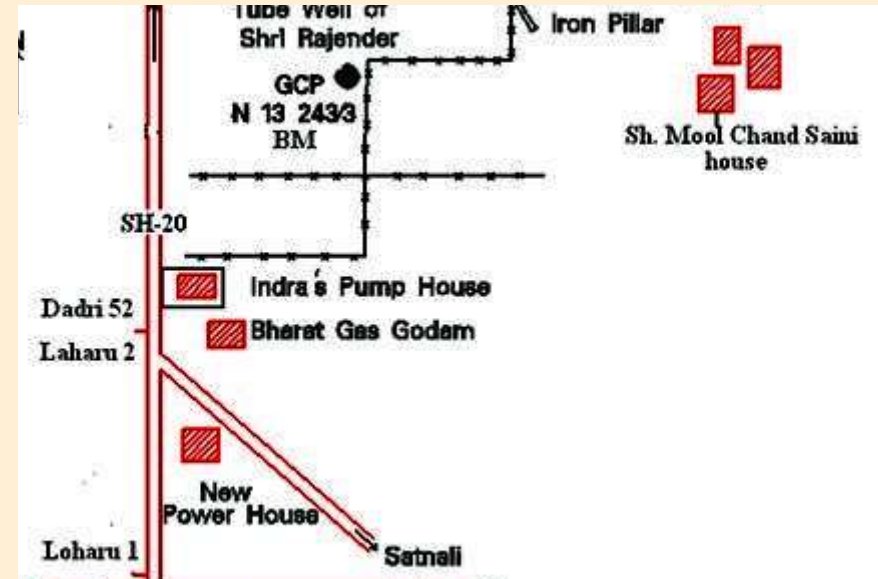 Tube Well of
Shri Rajender
Iron Pillar
GCP
N 13 243/3
BM
Sh. Mool Chand Saini
house
SH-20
Indra's Pump House
Dadri 52
Bharat Gas Godam
Laharu 2
New
Power House
Loharu 1
Satnali